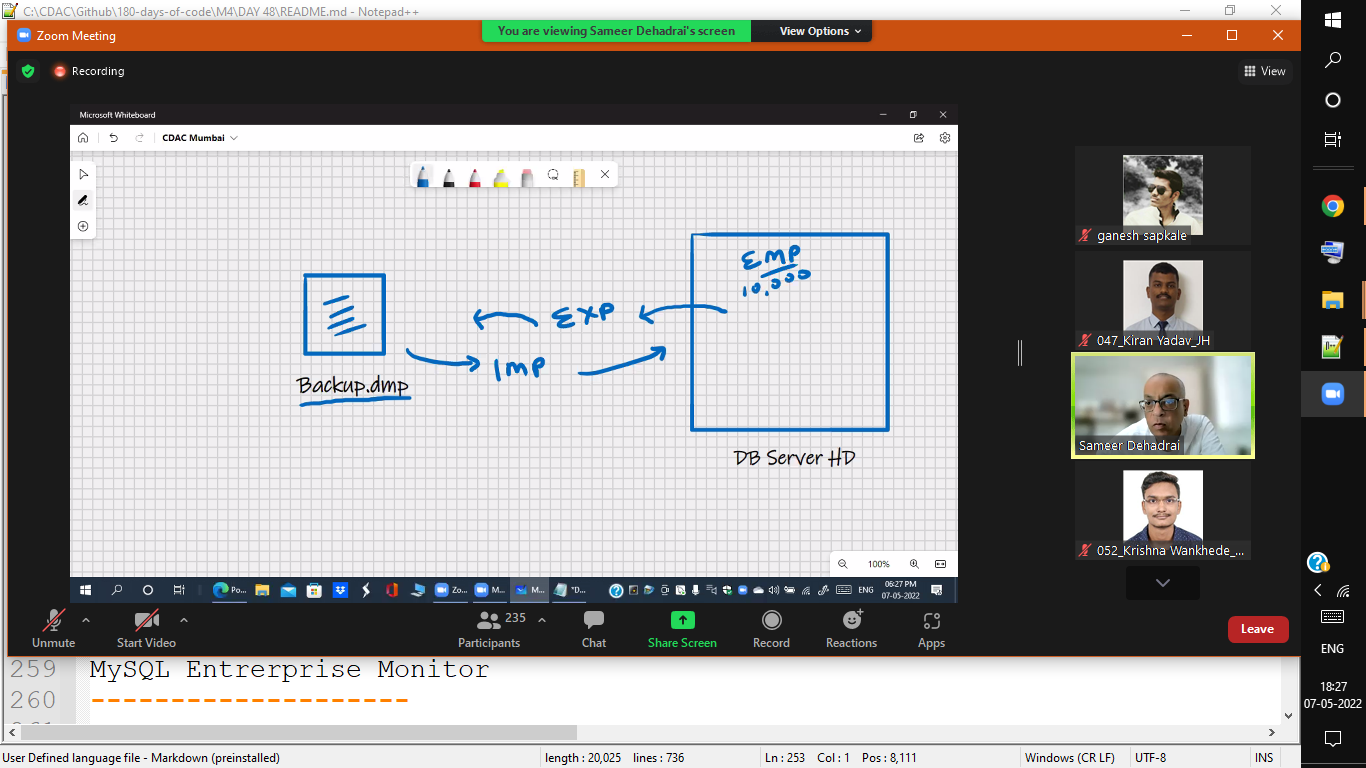 C:\CDAC\Github\180-days-of-code\M4\DAY 48\README.md - Notepad++
Zoom Meeting
You are viewing Sameer Dehadrai's screen
View Options
Recording
View
Microsoft Whiteboard
CDAC Mumbai
EMP
10,000
EXP
IMP
Backup.dmp
DB Server HD
100%
Po...
Zo...
M...
M...
"D...
ENG
06:27 PM
07-05-2022
ganesh sapkale
047_Kiran Yadav_JH
Sameer Dehadrai
052_Krishna Wankhede_...
Unmute
Start Video
Participants
235
Chat
Share Screen
Record
Reactions
Apps
Leave
259 MySQL Entrerprise Monitor
260 ---------------------
User Defined language file - Markdown (preinstalled)
length : 20,025 lines : 736
Ln : 253 Col : 1 Pos : 8,111
Windows (CR LF)
UTF-8
INS
ENG
18:27
07-05-2022